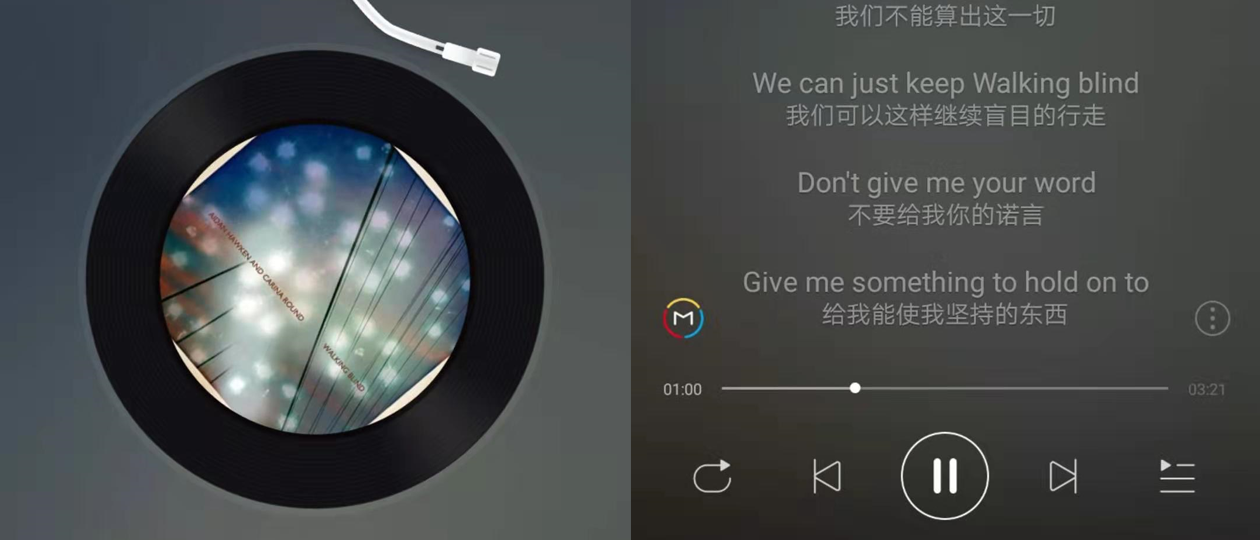 AIDAN HAWKEN AND CARINA ROUND
WALKING BLIND
我们不能算出这一切
We can just keep Walking blind
我们可以这样继续盲目的行走
Don't give me your word
不要给我你的诺言
Give me something to hold on to
给我能使我坚持的东西
M
01:00
03:21